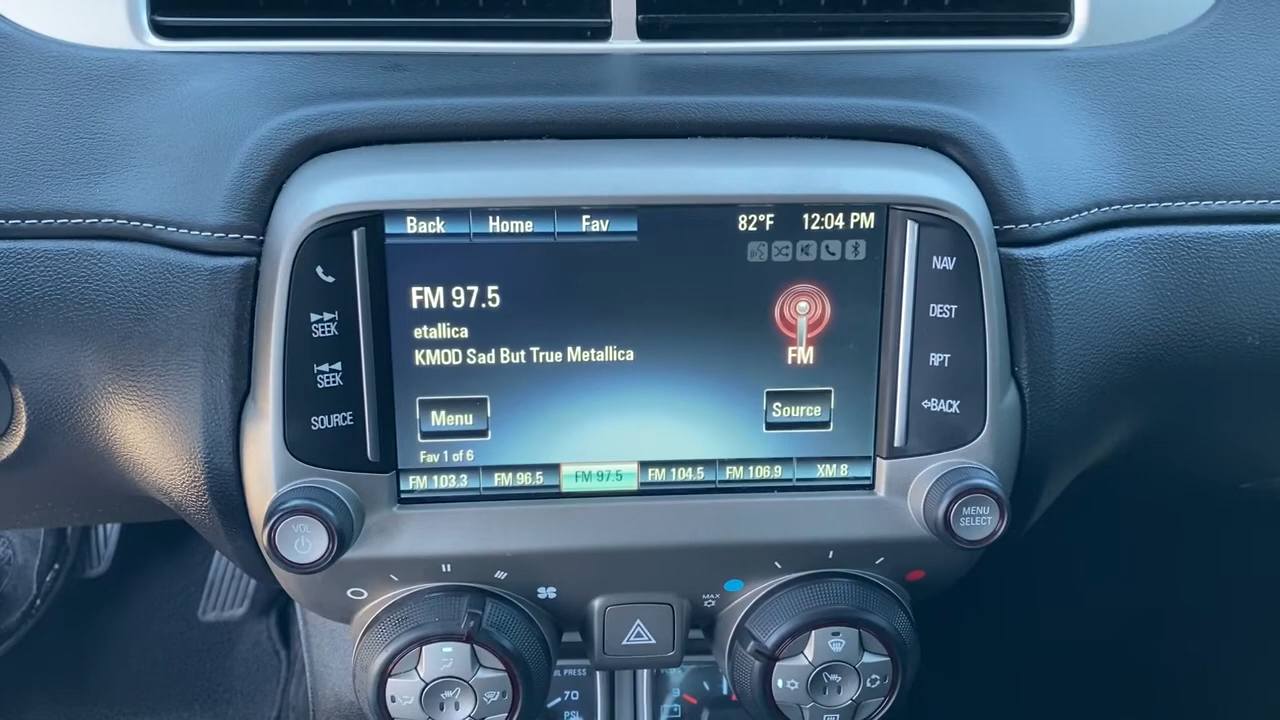 Back Home Fav 82°F 12:04 PM
NAV
SEEK
FM 97.5
DEST
etallica
KMOD Sad But True Metallica
FM
RPT
SEEK
SOURCE
Menu
Source
BACK
Fav 1 of 6
FM 103.3 FM 96.5 FM 97.5 FM 104.5 FM 106.9 XM 8
VOL
MENU
SELECT
MAX
70
PSI